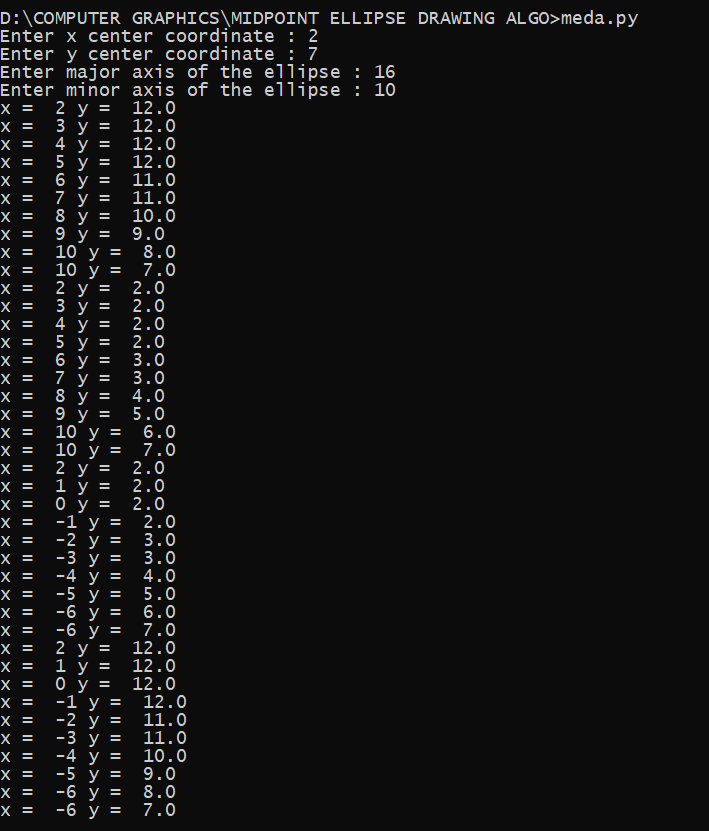 D:\COMPUTER GRAPHICS\MIDPOINT ELLIPSE DRAWING ALGO>meda.py
Enter x center coordinate : 2
Enter y center coordinate : 7
Enter major axis of the ellipse : 16
Enter minor axis of the ellipse : 10
x =  2 y =  12.0
x =  3 y =  12.0
x =  4 y =  12.0
x =  5 y =  12.0
x =  6 y =  11.0
x =  7 y =  11.0
x =  8 y =  10.0
x =  9 y =  9.0
x =  10 y =  8.0
x =  10 y =  7.0
x =  2 y =  2.0
x =  3 y =  2.0
x =  4 y =  2.0
x =  5 y =  2.0
x =  6 y =  3.0
x =  7 y =  3.0
x =  8 y =  4.0
x =  9 y =  5.0
x =  10 y =  6.0
x =  10 y =  7.0
x =  2 y =  2.0
x =  1 y =  2.0
x =  0 y =  2.0
x =  -1 y =  2.0
x =  -2 y =  3.0
x =  -3 y =  3.0
x =  -4 y =  4.0
x =  -5 y =  5.0
x =  -6 y =  6.0
x =  -6 y =  7.0
x =  2 y =  12.0
x =  1 y =  12.0
x =  0 y =  12.0
x =  -1 y =  12.0
x =  -2 y =  11.0
x =  -3 y =  11.0
x =  -4 y =  10.0
x =  -5 y =  9.0
x =  -6 y =  8.0
x =  -6 y =  7.0